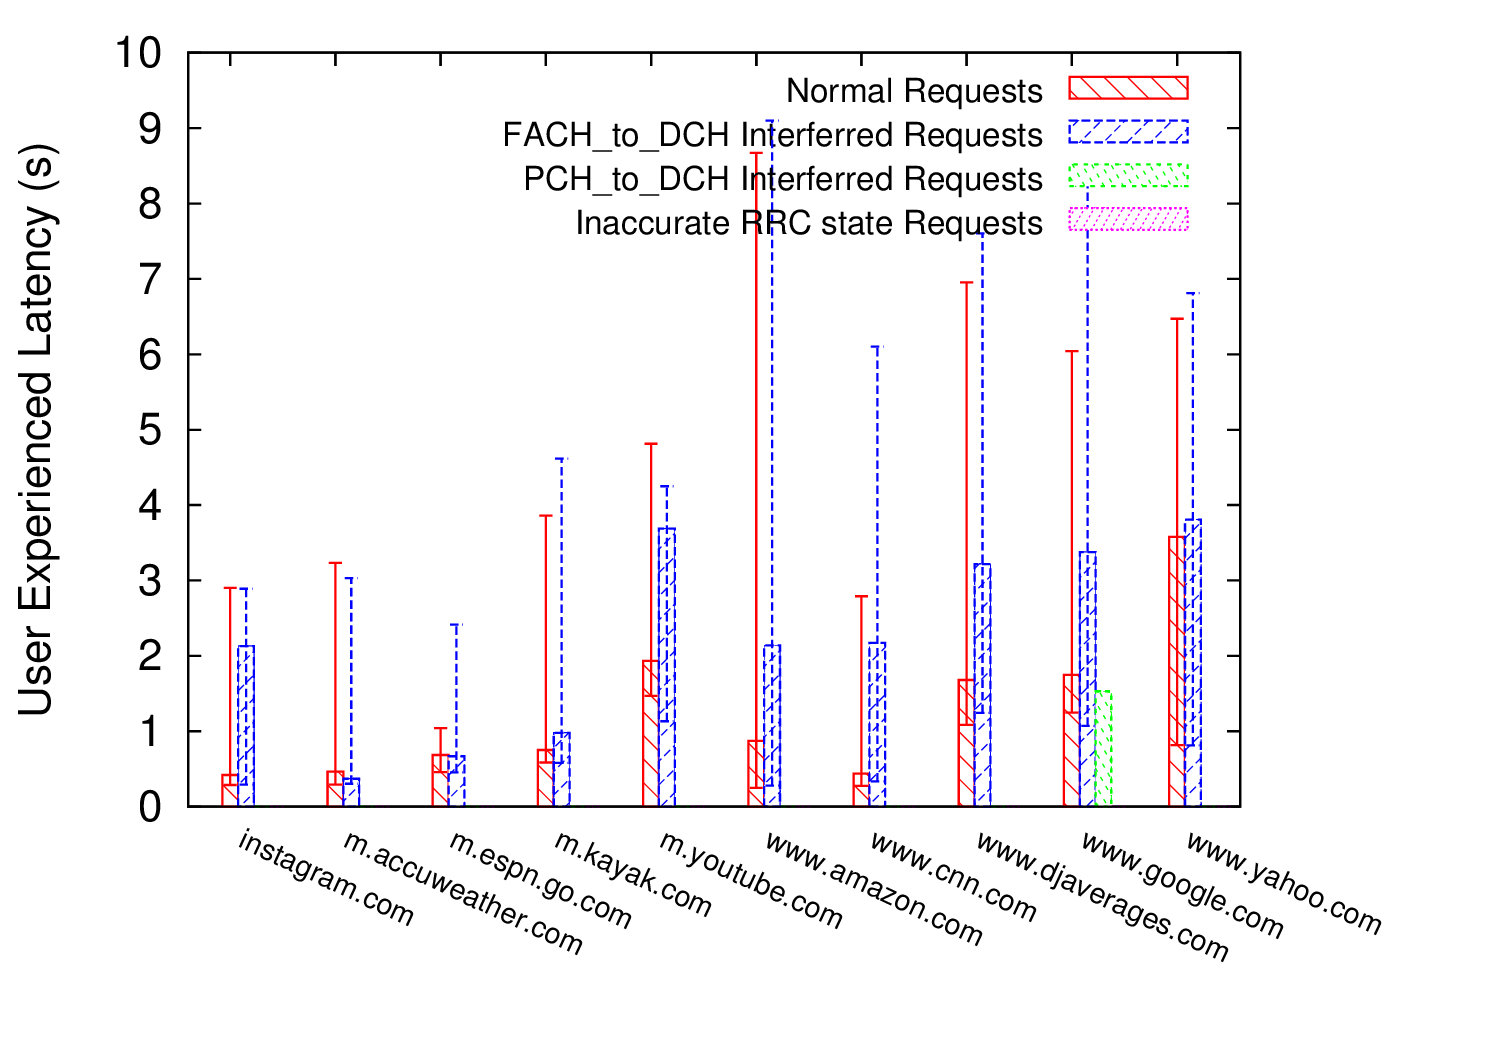 User Experienced Latency (s)
10
9
8
7
6
5
4
3
2
1
0
Normal Requests
FACH_to_DCH Interferred Requests
PCH_to_DCH Interferred Requests
Inaccurate RRC state Requests
instagram.com
m.accuweather.com
m.espn.go.com
m.kayak.com
m.youtube.com
www.amazon.com
www.cnn.com
www.djaverages.com
www.google.com
www.yahoo.com